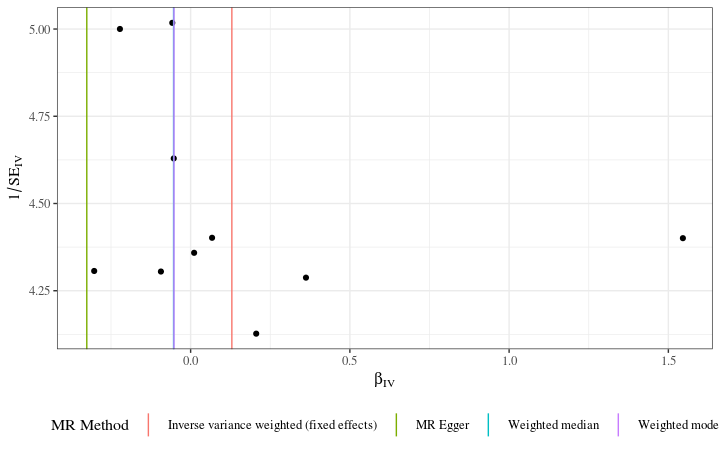 5.00
4.75
4.50
4.25
1/SE_IV
0.0 0.5 1.0 1.5
β_IV
MR Method Inverse variance weighted (fixed effects) MR Egger Weighted median Weighted mode